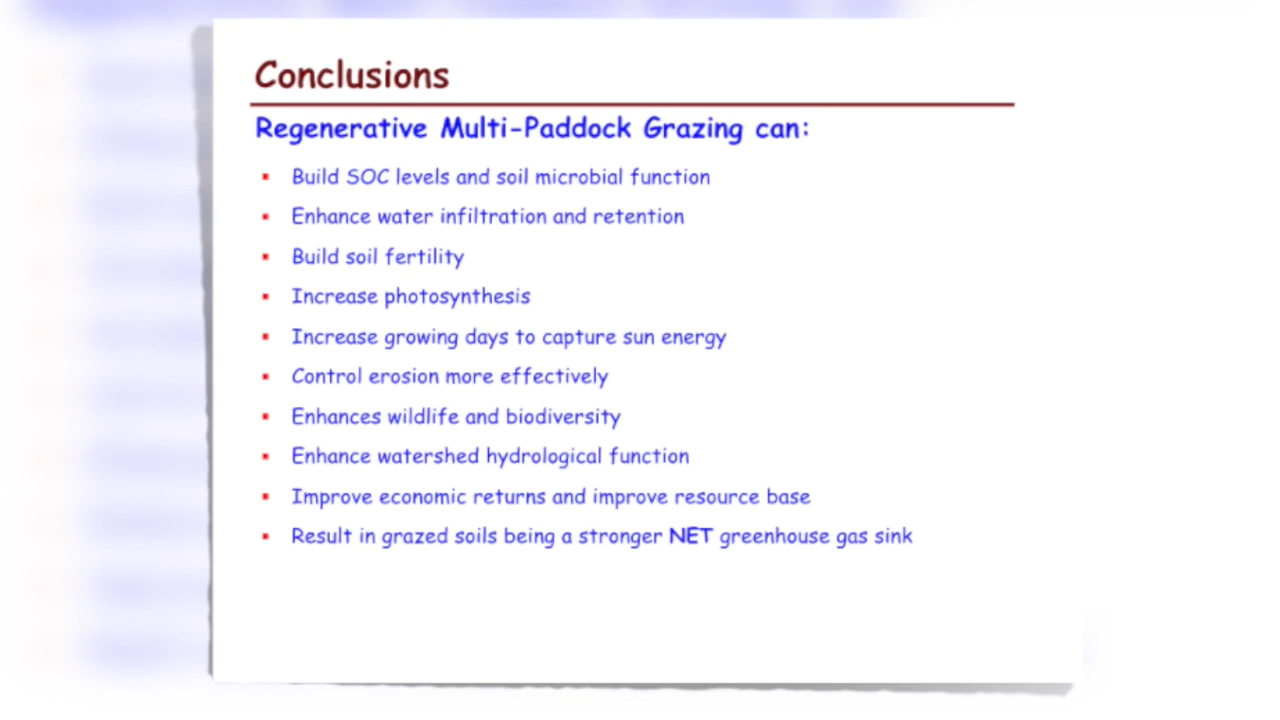 Conclusions
Regenerative Multi-Paddock Grazing can:
▪ Build SOC levels and soil microbial function
▪ Enhance water infiltration and retention
▪ Build soil fertility
▪ Increase photosynthesis
▪ Increase growing days to capture sun energy
▪ Control erosion more effectively
▪ Enhances wildlife and biodiversity
▪ Enhance watershed hydrological function
▪ Improve economic returns and improve resource base
▪ Result in grazed soils being a stronger NET greenhouse gas sink